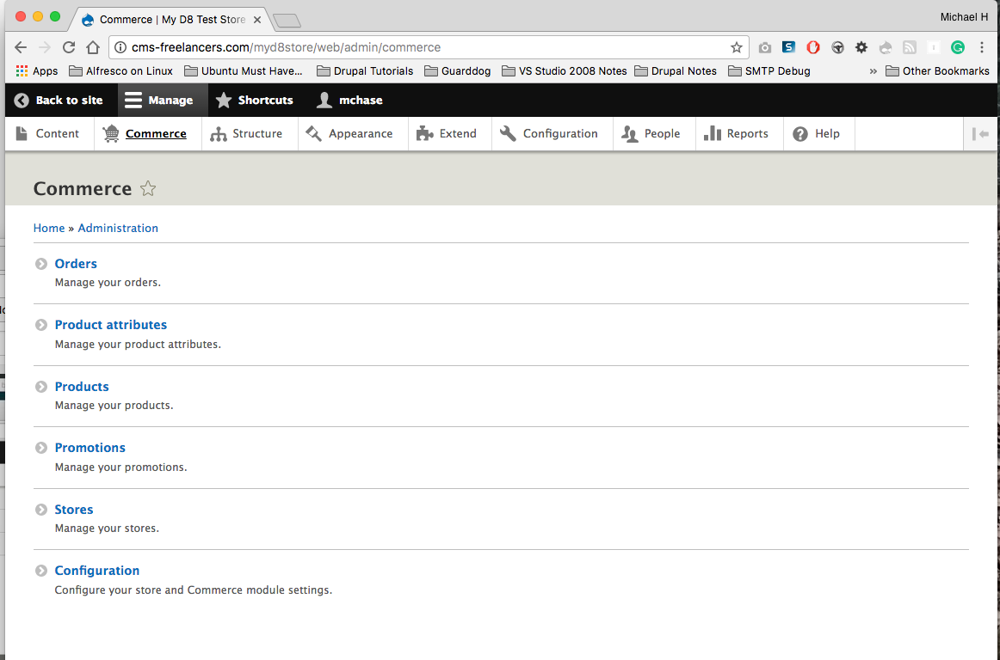 Commerce | My D8 Test Store
Michael H
cms-freelancers.com/myd8store/web/admin/commerce
Apps Alfresco on Linux Ubuntu Must Have... Drupal Tutorials Guarddog VS Studio 2008 Notes Drupal Notes SMTP Debug » Other Bookmarks
Back to site Manage Shortcuts mchase
Content Commerce Structure Appearance Extend Configuration People Reports Help
Commerce
Home » Administration
Orders
Manage your orders.
Product attributes
Manage your product attributes.
Products
Manage your products.
Promotions
Manage your promotions.
Stores
Manage your stores.
Configuration
Configure your store and Commerce module settings.